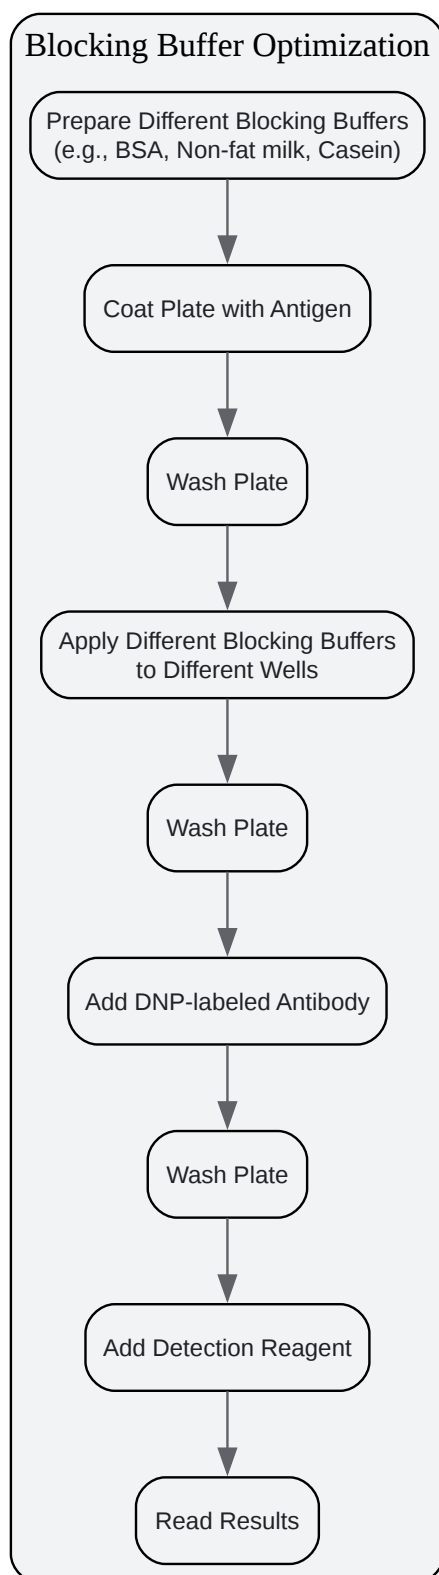 Blocking Buffer Optimization
Prepare Different Blocking Buffers
(e.g., BSA, Non-fat milk, Casein)
Coat Plate with Antigen
Wash Plate
Apply Different Blocking Buffers
to Different Wells
Wash Plate
Add DNP-labeled Antibody
Wash Plate
Add Detection Reagent
Read Results